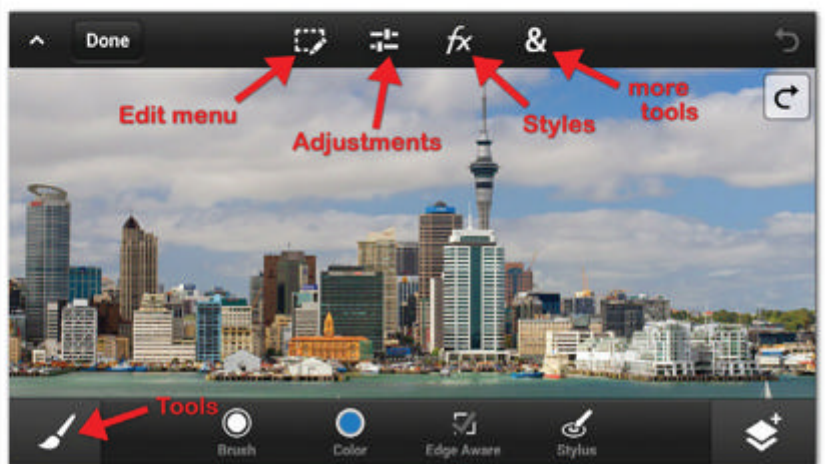 Done
fx
&
Edit menu
Adjustments
Styles
more
tools
Tools
Brush
Color
Edge Aware
Stylus